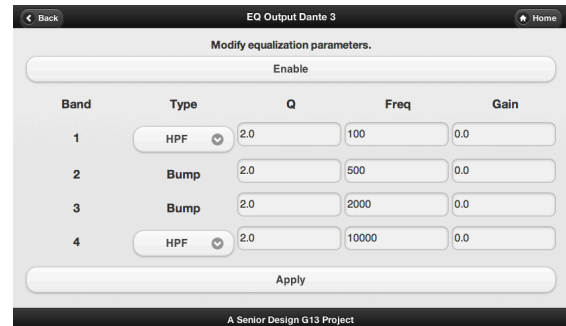 Back EQ Output Dante 3 Home
Modify equalization parameters.
Enable
Band Type Q Freq Gain
1 HPF 2.0 100 0.0
2 Bump 2.0 500 0.0
3 Bump 2.0 2000 0.0
4 HPF 2.0 10000 0.0
Apply
A Senior Design G13 Project